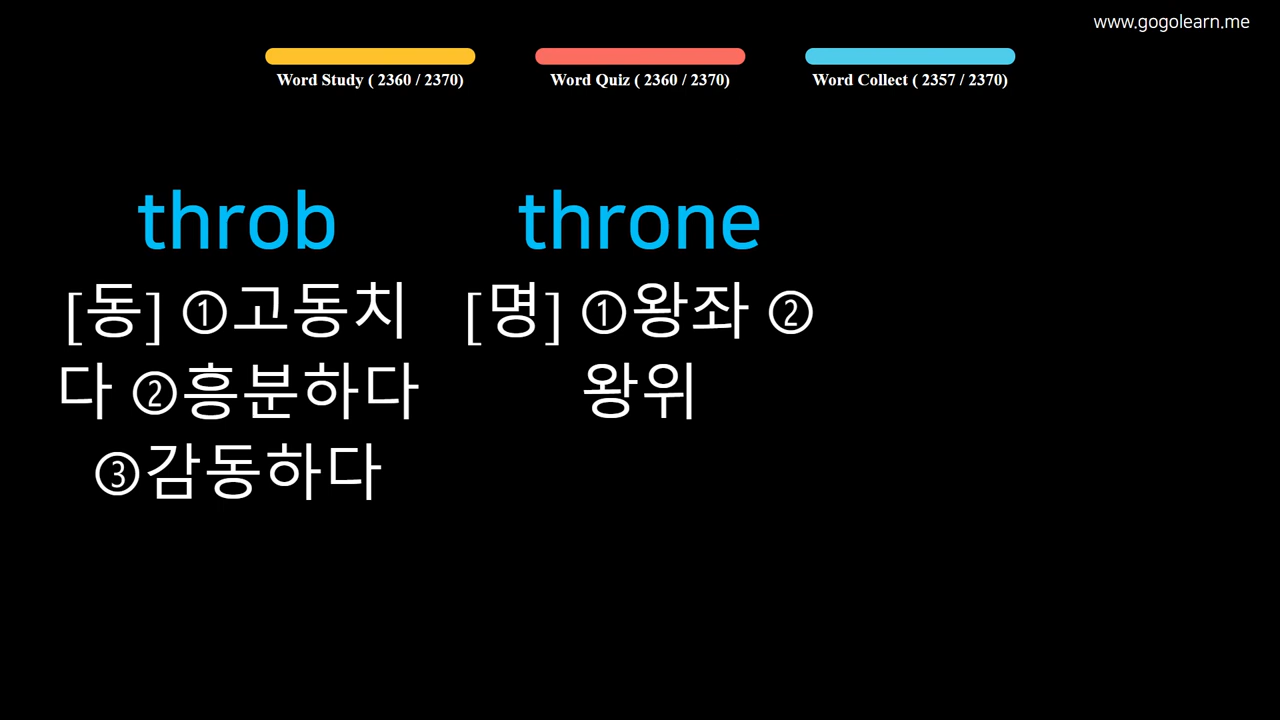 www.gogolearn.me
Word Study ( 2360 / 2370)
Word Quiz ( 2360 / 2370)
Word Collect ( 2357 / 2370)
throb
[동] ①고동치
다 ②흥분하다
③감동하다
throne
[명] ①왕좌 ②
왕위